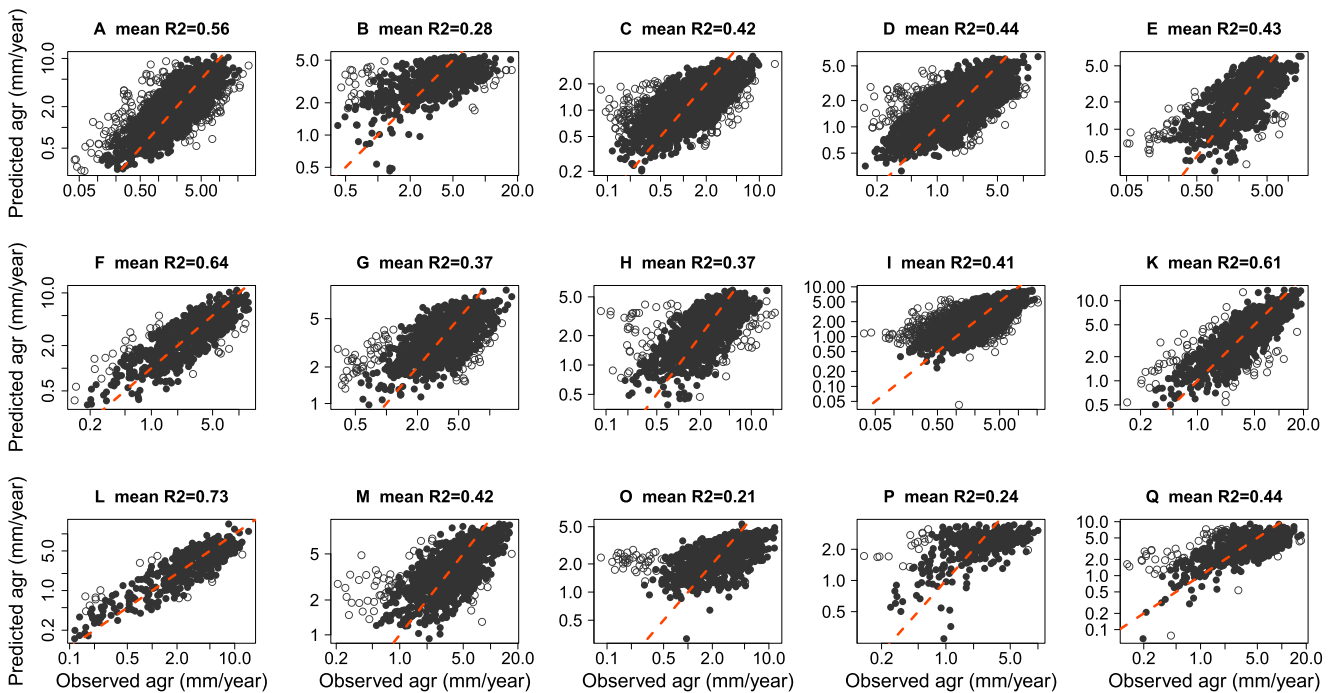 A mean R2=0.56
B mean R2=0.28
C mean R2=0.42
D mean R2=0.44
E mean R2=0.43
Predicted agr (mm/year)
10.0
2.0
0.5
0.05 0.50 5.00
5.0
2.0
1.0
0.5
0.5 2.0 5.0 20.0
2.0
1.0
0.5
0.2
0.1 0.5 2.0 10.0
5.0
2.0
1.0
0.5
0.2 1.0 5.0
5.0
2.0
1.0
0.5
0.05 0.50 5.00
F mean R2=0.64
G mean R2=0.37
H mean R2=0.37
I mean R2=0.41
K mean R2=0.61
Predicted agr (mm/year)
10.0
2.0
0.5
0.2 1.0 5.0
5
2
1
0.5 2.0 5.0
5.0
2.0
1.0
0.5
0.1 0.5 2.0 10.0
10.00
5.00
2.00
1.00
0.50
0.20
0.10
0.05
0.05 0.50 5.00
10.0
5.0
2.0
1.0
0.5
0.2 1.0 5.0 20.0
L mean R2=0.73
M mean R2=0.42
O mean R2=0.21
P mean R2=0.24
Q mean R2=0.44
Predicted agr (mm/year)
5.0
1.0
0.2
0.1 0.5 2.0 10.0
Observed agr (mm/year)
5
2
1
0.2 1.0 5.0 20.0
Observed agr (mm/year)
5.0
2.0
1.0
0.5
0.1 0.5 2.0 10.0
Observed agr (mm/year)
2.0
1.0
0.5
0.2 1.0 5.0
Observed agr (mm/year)
10.0
5.0
2.0
1.0
0.5
0.2
0.1
0.2 1.0 5.0 20.0
Observed agr (mm/year)